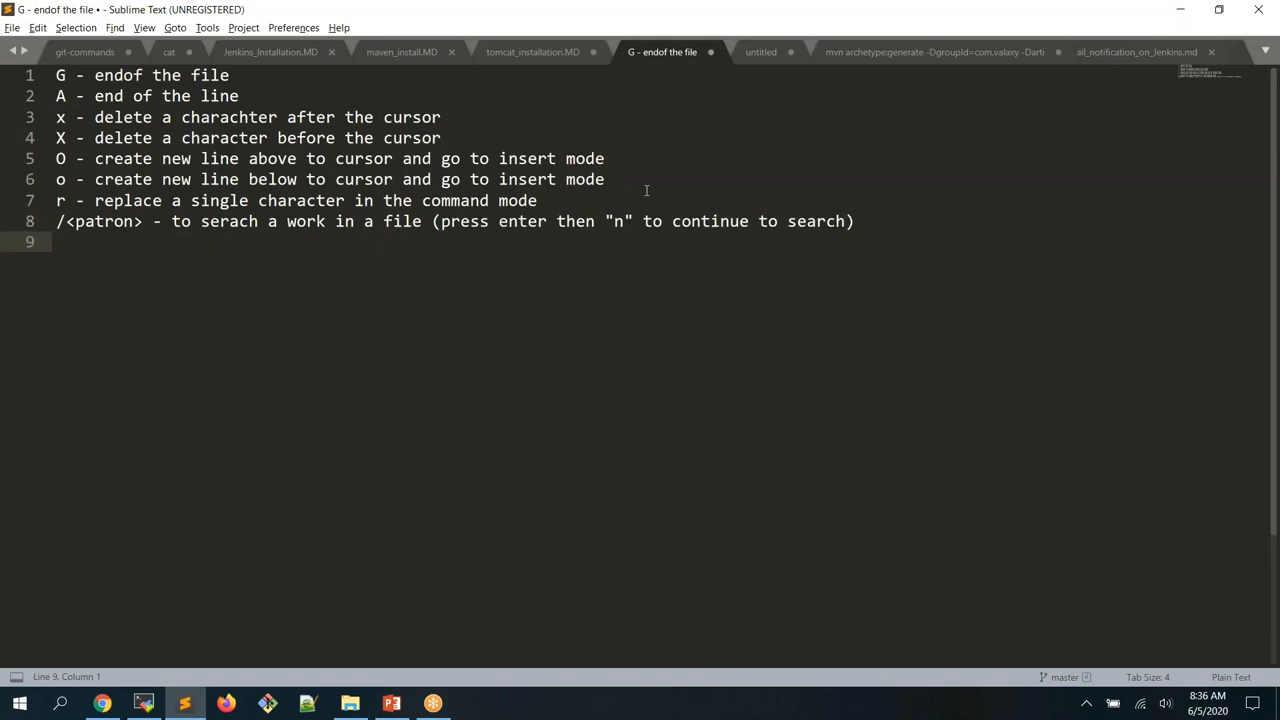 G - endof the file • - Sublime Text (UNREGISTERED)
File Edit Selection Find View Goto Tools Project Preferences Help
git-commands cat Jenkins_Installation.MD maven_install.MD tomcat_installation.MD G - endof the file untitled mvn archetype:generate -DgroupId=com.valaxy -Darti ail_notification_on_Jenkins.md
1 G - endof the file
2 A - end of the line
3 x - delete a charachter after the cursor
4 X - delete a character before the cursor
5 O - create new line above to cursor and go to insert mode
6 o - create new line below to cursor and go to insert mode
7 r - replace a single character in the command mode
8 /<patron> - to serach a work in a file (press enter then "n" to continue to search)
9
Line 9, Column 1 master 4 Tab Size: 4 Plain Text
8:36 AM
6/5/2020